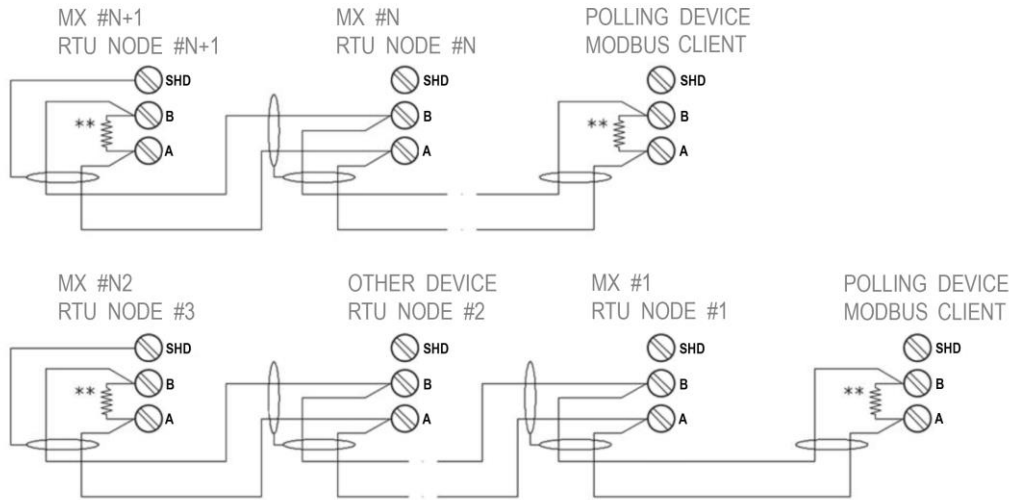 MX #N+1
RTU NODE #N+1
MX #N
RTU NODE #N
POLLING DEVICE
MODBUS CLIENT
SHD
SHD
SHD
B
B
B
**
**
A
A
A
MX #N2
RTU NODE #3
OTHER DEVICE
RTU NODE #2
MX #1
RTU NODE #1
POLLING DEVICE
MODBUS CLIENT
SHD
SHD
SHD
SHD
B
B
B
B
**
**
A
A
A
A